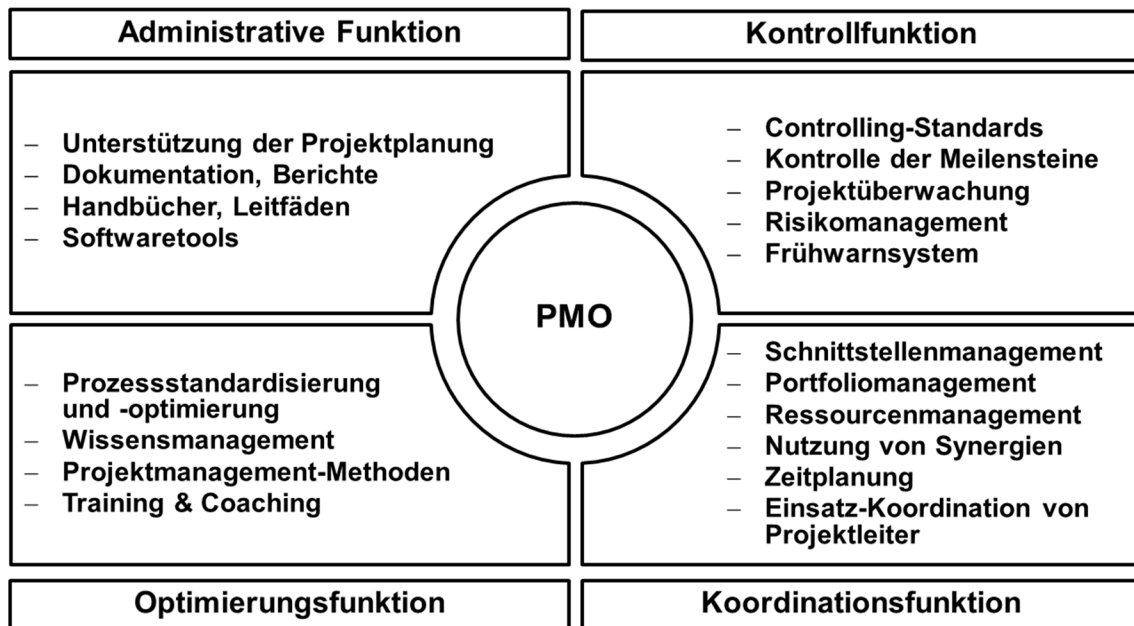 Administrative Funktion
– Unterstützung der Projektplanung
– Dokumentation, Berichte
– Handbücher, Leitfäden
– Softwaretools
Kontrollfunktion
– Controlling-Standards
– Kontrolle der Meilensteine
– Projektüberwachung
– Risikomanagement
– Frühwarnsystem
PMO
– Prozessstandardisierung
und -optimierung
– Wissensmanagement
– Projektmanagement-Methoden
– Training & Coaching
Optimierungsfunktion
– Schnittstellenmanagement
– Portfoliomanagement
– Ressourcenmanagement
– Nutzung von Synergien
– Zeitplanung
– Einsatz-Koordination von
Projektleiter
Koordinationsfunktion